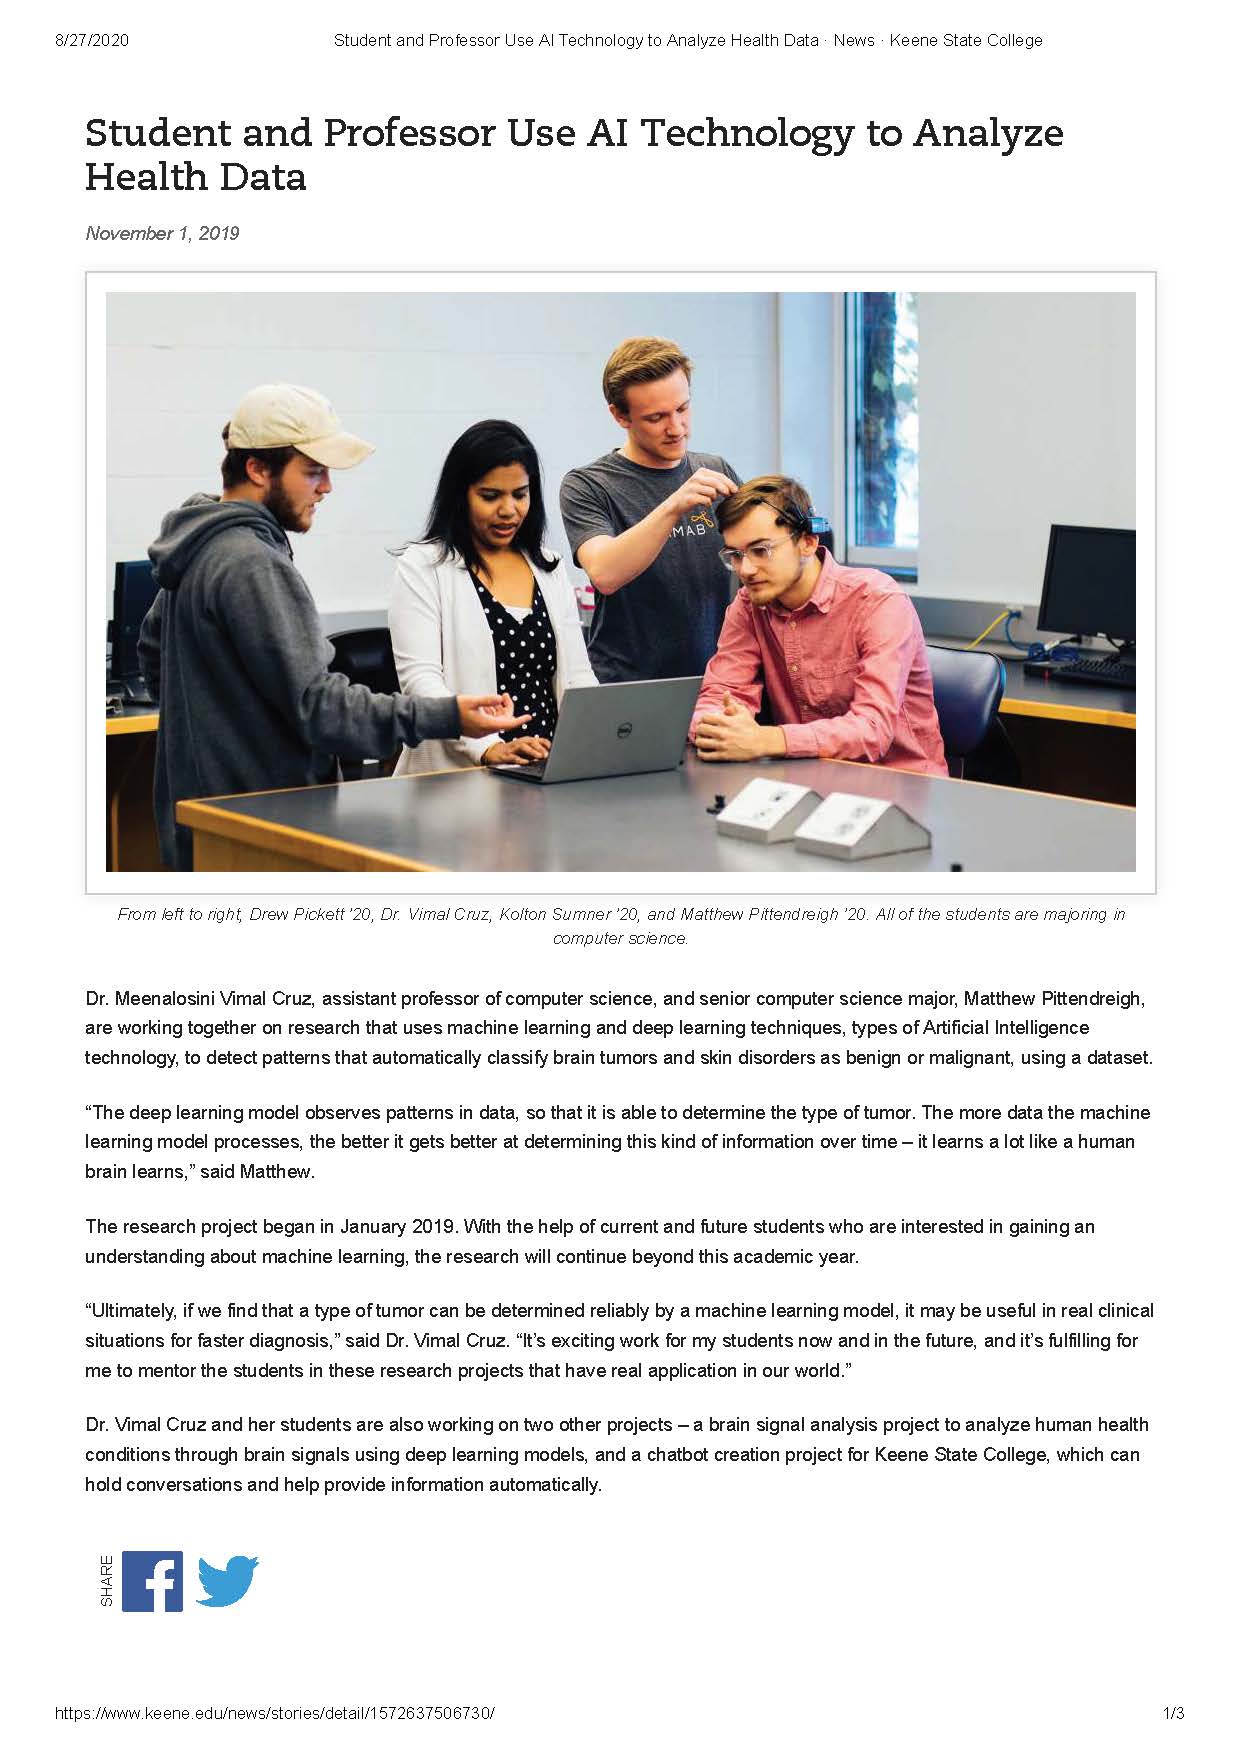 8/27/2020 Student and Professor Use AI Technology to Analyze Health Data · News · Keene State College
Student and Professor Use AI Technology to Analyze
Health Data
November 1, 2019
MAB
DELL
From left to right, Drew Pickett '20, Dr. Vimal Cruz, Kolton Sumner '20, and Matthew Pittendreigh '20. All of the students are majoring in
computer science.
Dr. Meenalosini Vimal Cruz, assistant professor of computer science, and senior computer science major, Matthew Pittendreigh,
are working together on research that uses machine learning and deep learning techniques, types of Artificial Intelligence
technology, to detect patterns that automatically classify brain tumors and skin disorders as benign or malignant, using a dataset.
“The deep learning model observes patterns in data, so that it is able to determine the type of tumor. The more data the machine
learning model processes, the better it gets better at determining this kind of information over time – it learns a lot like a human
brain learns,” said Matthew.
The research project began in January 2019. With the help of current and future students who are interested in gaining an
understanding about machine learning, the research will continue beyond this academic year.
“Ultimately, if we find that a type of tumor can be determined reliably by a machine learning model, it may be useful in real clinical
situations for faster diagnosis,” said Dr. Vimal Cruz. “It’s exciting work for my students now and in the future, and it’s fulfilling for
me to mentor the students in these research projects that have real application in our world.”
Dr. Vimal Cruz and her students are also working on two other projects – a brain signal analysis project to analyze human health
conditions through brain signals using deep learning models, and a chatbot creation project for Keene State College, which can
hold conversations and help provide information automatically.
SHARE
https://www.keene.edu/news/stories/detail/1572637506730/ 1/3